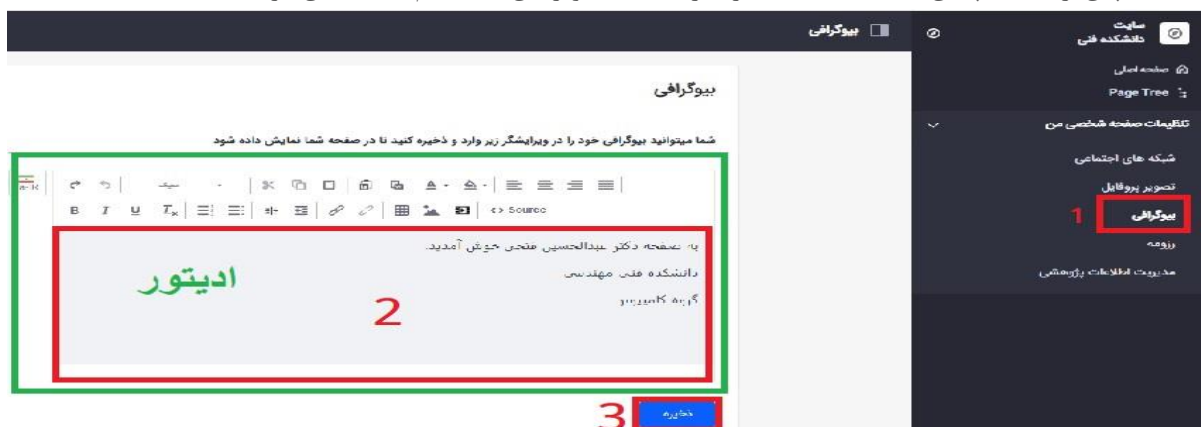 سایت
دانشکده فنی
صفحه اصلی
Page Tree
تنظیمات صفحه شخصی من
شبکه های اجتماعی
تصویر پروفایل
بیوگرافی
1
رزومه
مدیریت اطلاعات پژوهشی
بیوگرافی
بیوگرافی
شما میتوانید بیوگرافی خود را در ویرایشگر زیر وارد و ذخیره کنید تا در صفحه شما نمایش داده شود
B I U Tx Source
به صفحه دکتر عبدالحسین فتحی خوش آمدید.
دانشکده فنی مهندسی
گروه کامپیوتر
ادیتور
2
3
ذخیره